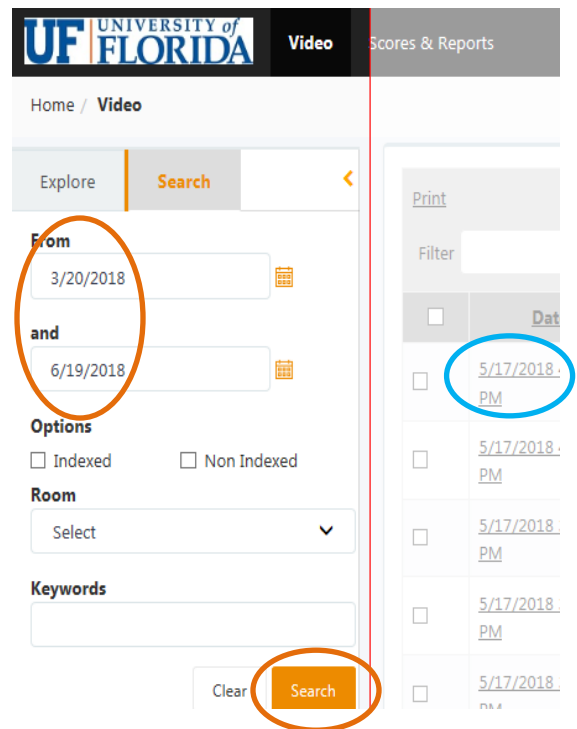 UF UNIVERSITY of FLORIDA Video Scores & Reports
Home / Video
Explore Search
From
3/20/2018
and
6/19/2018
Options
Indexed Non Indexed
Room
Select
Keywords
Clear Search
Print
Filter
Dat
5/17/2018
PM
5/17/2018
PM
5/17/2018
PM
5/17/2018
PM
5/17/2018